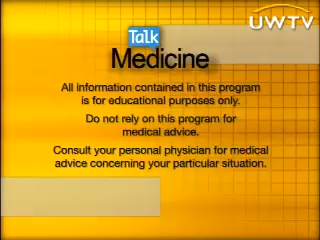 UWTV
Talk
Medicine
All information contained in this program
is for educational purposes only.
Do not rely on this program for
medical advice.
Consult your personal physician for medical
advice concerning your particular situation.